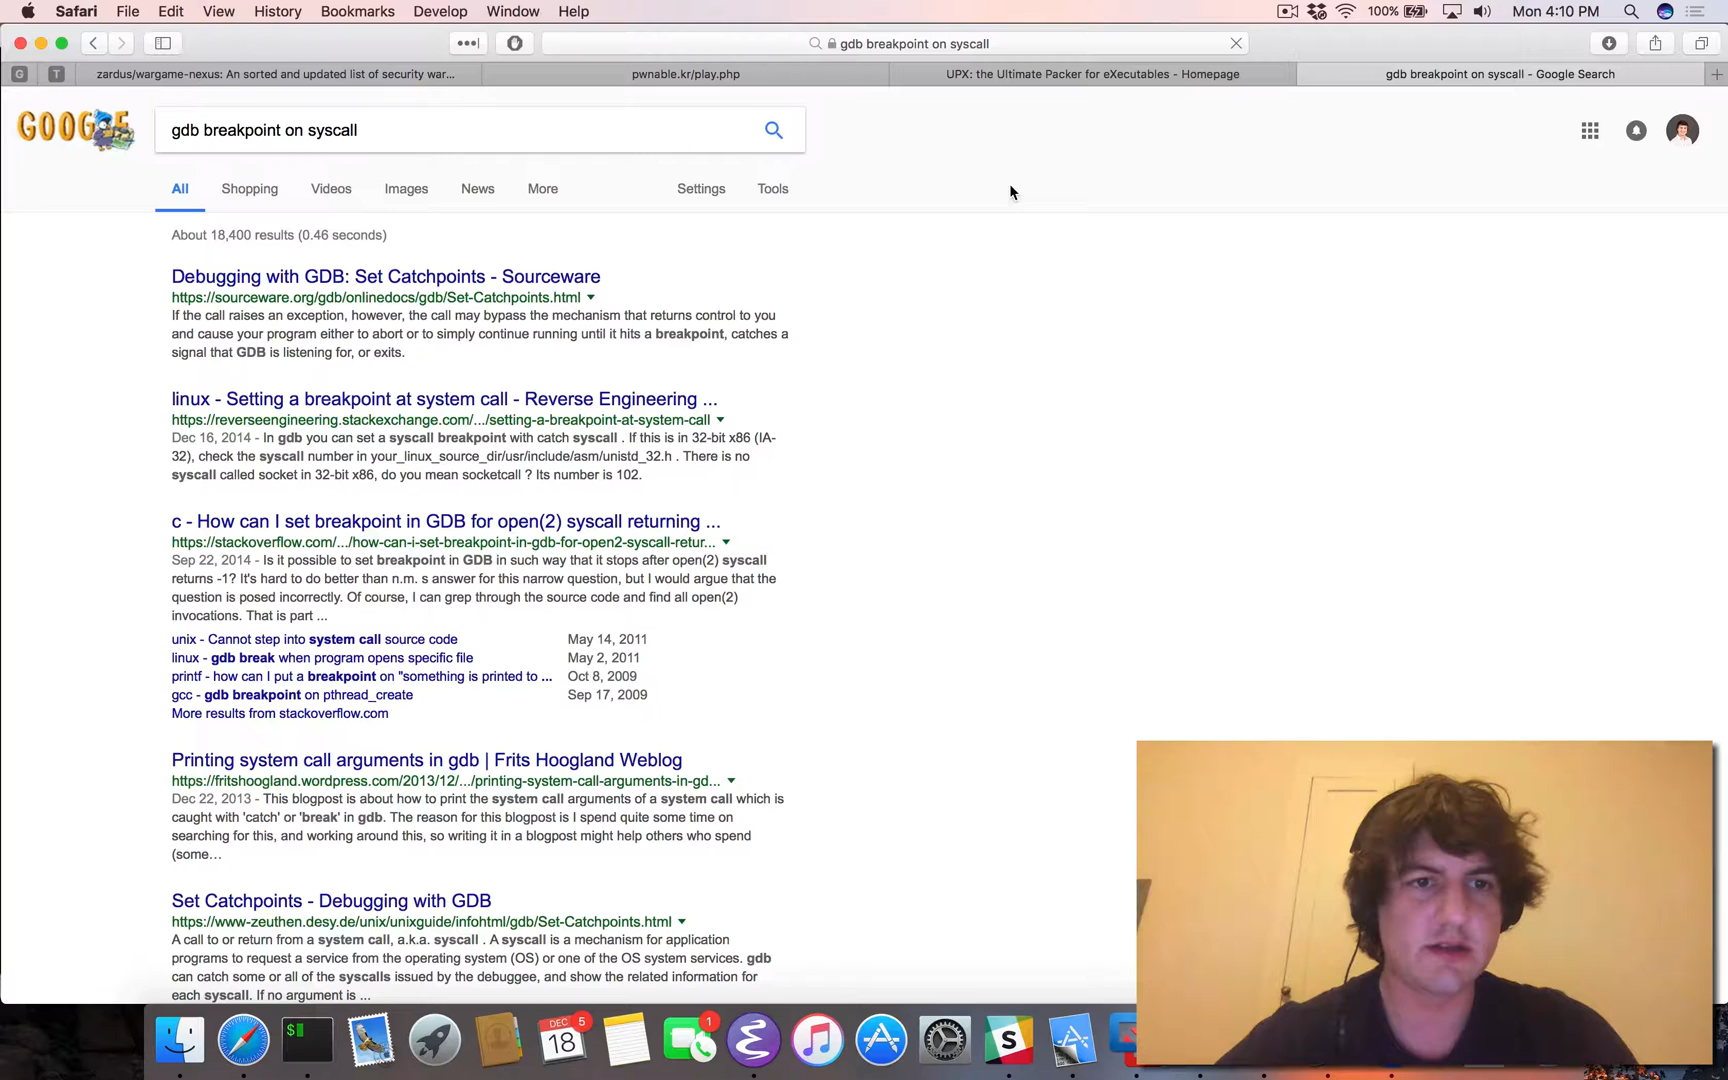 Safari File Edit View History Bookmarks Develop Window Help 100% Mon 4:10 PM
gdb breakpoint on syscall
G T zardus/wargame-nexus: An sorted and updated list of security war... pwnable.kr/play.php UPX: the Ultimate Packer for eXecutables - Homepage gdb breakpoint on syscall - Google Search
gdb breakpoint on syscall
All Shopping Videos Images News More Settings Tools
About 18,400 results (0.46 seconds)
Debugging with GDB: Set Catchpoints - Sourceware
https://sourceware.org/gdb/onlinedocs/gdb/Set-Catchpoints.html
If the call raises an exception, however, the call may bypass the mechanism that returns control to you
and cause your program either to abort or to simply continue running until it hits a breakpoint, catches a
signal that GDB is listening for, or exits.
linux - Setting a breakpoint at system call - Reverse Engineering ...
https://reverseengineering.stackexchange.com/.../setting-a-breakpoint-at-system-call
Dec 16, 2014 - In gdb you can set a syscall breakpoint with catch syscall . If this is in 32-bit x86 (IA-
32), check the syscall number in your_linux_source_dir/usr/include/asm/unistd_32.h . There is no
syscall called socket in 32-bit x86, do you mean socketcall ? Its number is 102.
c - How can I set breakpoint in GDB for open(2) syscall returning ...
https://stackoverflow.com/.../how-can-i-set-breakpoint-in-gdb-for-open2-syscall-retur...
Sep 22, 2014 - Is it possible to set breakpoint in GDB in such way that it stops after open(2) syscall
returns -1? It's hard to do better than n.m. s answer for this narrow question, but I would argue that the
question is posed incorrectly. Of course, I can grep through the source code and find all open(2)
invocations. That is part ...
unix - Cannot step into system call source code May 14, 2011
linux - gdb break when program opens specific file May 2, 2011
printf - how can I put a breakpoint on "something is printed to ... Oct 8, 2009
gcc - gdb breakpoint on pthread_create Sep 17, 2009
More results from stackoverflow.com
Printing system call arguments in gdb | Frits Hoogland Weblog
https://fritshoogland.wordpress.com/2013/12/.../printing-system-call-arguments-in-gd...
Dec 22, 2013 - This blogpost is about how to print the system call arguments of a system call which is
caught with 'catch' or 'break' in gdb. The reason for this blogpost is I spend quite some time on
searching for this, and working around this, so writing it in a blogpost might help others who spend
(some...
Set Catchpoints - Debugging with GDB
https://www-zeuthen.desy.de/unix/unixguide/infohtml/gdb/Set-Catchpoints.html
A call to or return from a system call, a.k.a. syscall . A syscall is a mechanism for application
programs to request a service from the operating system (OS) or one of the OS system services. gdb
can catch some or all of the syscalls issued by the debuggee, and show the related information for
each syscall. If no argument is ...
$ DEC 18 5 1 S